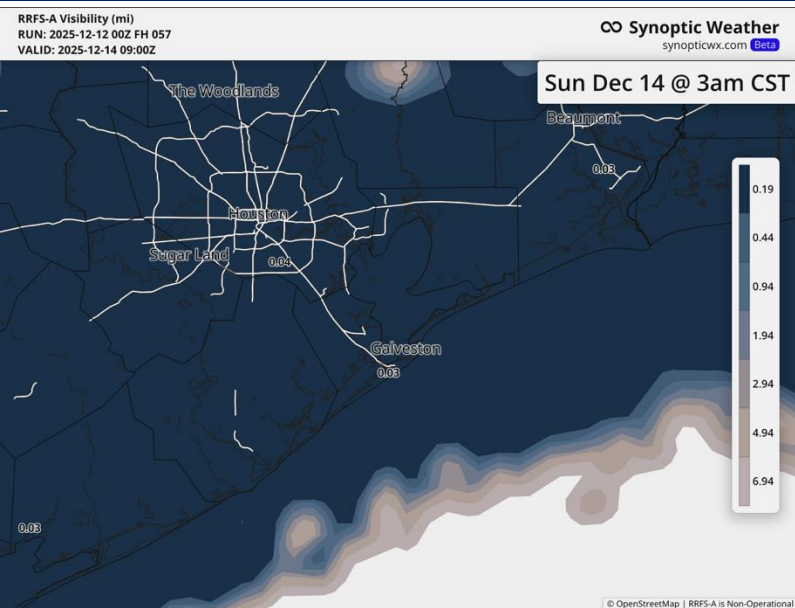 RRFS-A Visibility (mi)
RUN: 2025-12-12 00Z FH 057
VALID: 2025-12-14 09:00Z
Synoptic Weather
synopticwx.com Beta
Sun Dec 14 @ 3am CST
The Woodlands
Beaumont
0.03
Houston
Sugar Land
0.04
Galveston
0.03
0.03
0.19
0.44
0.94
1.94
2.94
4.94
6.94
© OpenStreetMap | RRFS-A is Non-Operational